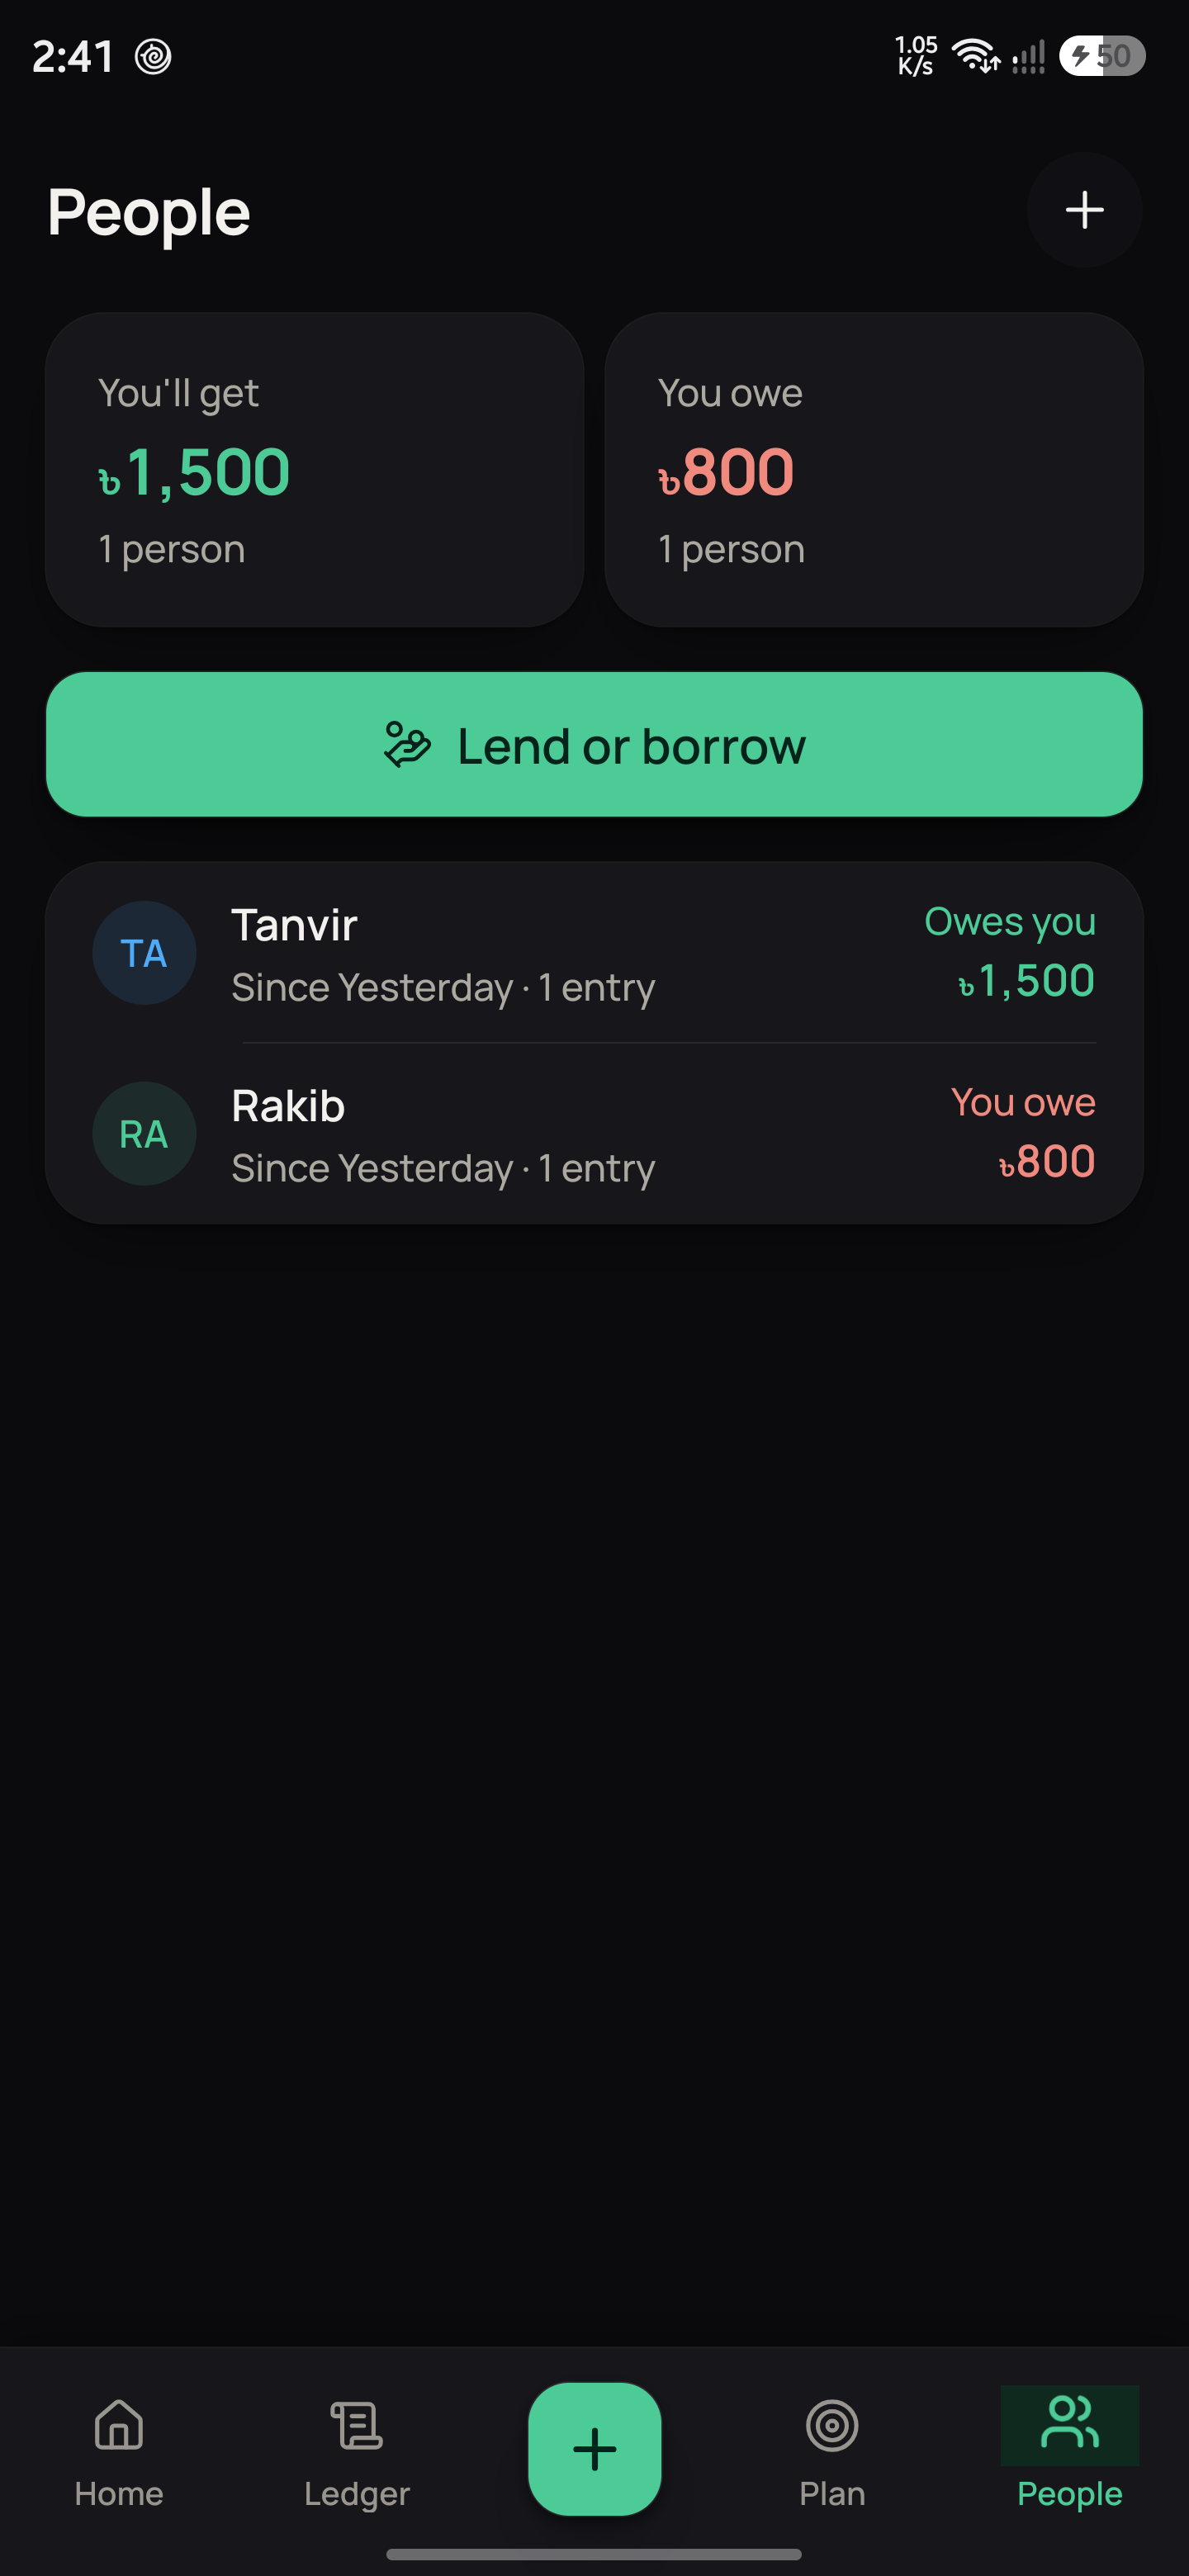 2:41
1.05
K/s
50
People
You'll get
৳1,500
1 person
You owe
৳800
1 person
Lend or borrow
TA
Tanvir
Since Yesterday · 1 entry
Owes you
৳1,500
RA
Rakib
Since Yesterday · 1 entry
You owe
৳800
Home
Ledger
Plan
People